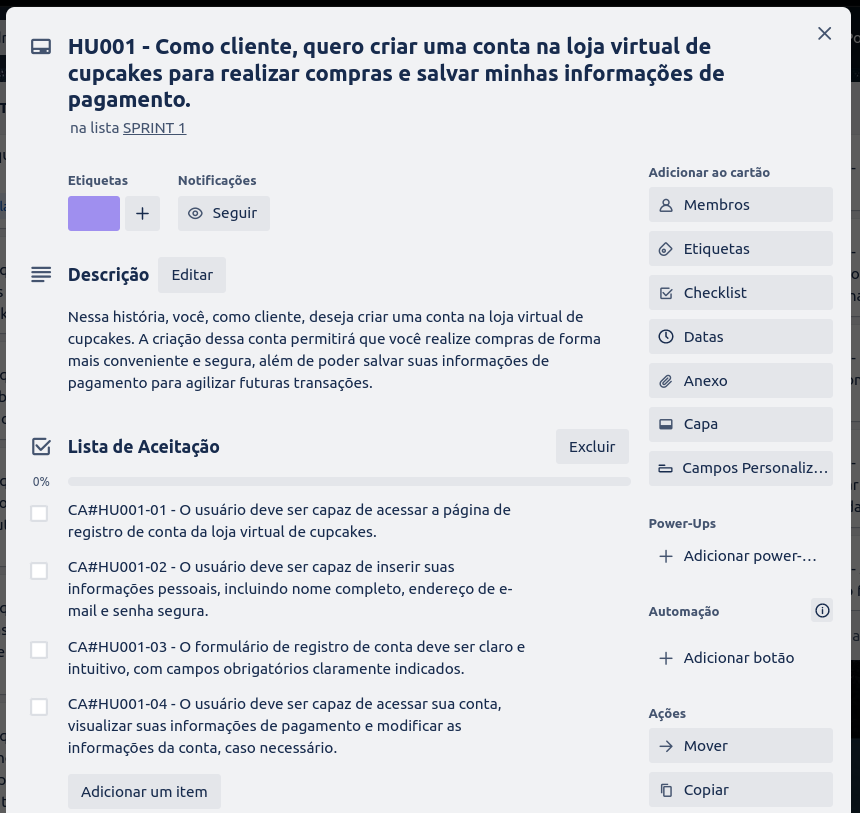 HU001 - Como cliente, quero criar uma conta na loja virtual de
cupcakes para realizar compras e salvar minhas informações de
pagamento.
na lista SPRINT 1
Etiquetas
Notificações
Seguir
Descrição
Editar
Nessa história, você, como cliente, deseja criar uma conta na loja virtual de
cupcakes. A criação dessa conta permitirá que você realize compras de forma
mais conveniente e segura, além de poder salvar suas informações de
pagamento para agilizar futuras transações.
Lista de Aceitação
Excluir
0%
CA#HU001-01 - O usuário deve ser capaz de acessar a página de
registro de conta da loja virtual de cupcakes.
CA#HU001-02 - O usuário deve ser capaz de inserir suas
informações pessoais, incluindo nome completo, endereço de e-
mail e senha segura.
CA#HU001-03 - O formulário de registro de conta deve ser claro e
intuitivo, com campos obrigatórios claramente indicados.
CA#HU001-04 - O usuário deve ser capaz de acessar sua conta,
visualizar suas informações de pagamento e modificar as
informações da conta, caso necessário.
Adicionar um item
Adicionar ao cartão
Membros
Etiquetas
Checklist
Datas
Anexo
Capa
Campos Personaliz…
Power-Ups
Adicionar power-…
Automação
Adicionar botão
Ações
Mover
Copiar